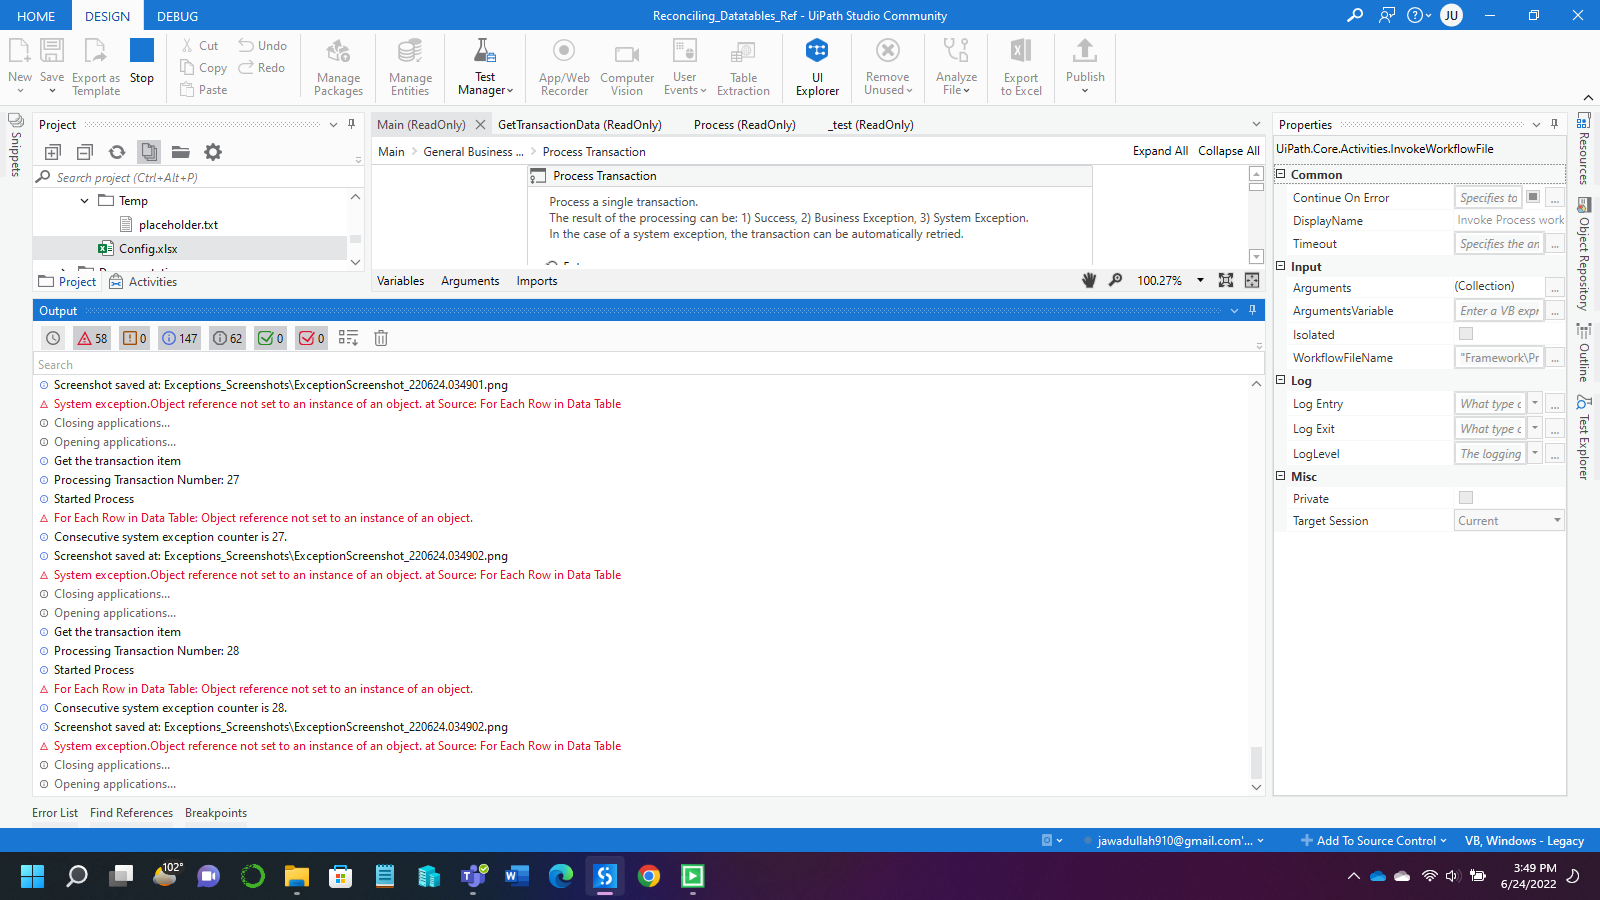 HOME DESIGN DEBUG
Reconciling_Datatables_Ref - UiPath Studio Community
JU
New Save Export as Template Stop
Cut Copy Paste Undo Redo
Manage Packages
Manage Entities
Test Manager
App/Web Recorder
Computer Vision
User Events
Table Extraction
UI Explorer
Remove Unused
Analyze File
Export to Excel
Publish
Snippets
Project
Search project (Ctrl+Alt+P)
Temp
placeholder.txt
Config.xlsx
Project Activities
Main (ReadOnly) GetTransactionData (ReadOnly) Process (ReadOnly) _test (ReadOnly)
Main General Business ... Process Transaction Expand All Collapse All
Process Transaction
Process a single transaction.
The result of the processing can be: 1) Success, 2) Business Exception, 3) System Exception.
In the case of a system exception, the transaction can be automatically retried.
Variables Arguments Imports 100.27%
Output
58 0 147 62 0 0
Search
Screenshot saved at: Exceptions_Screenshots\ExceptionScreenshot_220624.034901.png
System exception.Object reference not set to an instance of an object. at Source: For Each Row in Data Table
Closing applications...
Opening applications...
Get the transaction item
Processing Transaction Number: 27
Started Process
For Each Row in Data Table: Object reference not set to an instance of an object.
Consecutive system exception counter is 27.
Screenshot saved at: Exceptions_Screenshots\ExceptionScreenshot_220624.034902.png
System exception.Object reference not set to an instance of an object. at Source: For Each Row in Data Table
Closing applications...
Opening applications...
Get the transaction item
Processing Transaction Number: 28
Started Process
For Each Row in Data Table: Object reference not set to an instance of an object.
Consecutive system exception counter is 28.
Screenshot saved at: Exceptions_Screenshots\ExceptionScreenshot_220624.034902.png
System exception.Object reference not set to an instance of an object. at Source: For Each Row in Data Table
Closing applications...
Opening applications...
Error List Find References Breakpoints
Properties
UiPath.Core.Activities.InvokeWorkflowFile
Common
Continue On Error Specifies to ...
DisplayName Invoke Process work
Timeout Specifies the an ...
Input
Arguments (Collection) ...
ArgumentsVariable Enter a VB expr ...
Isolated
WorkflowFileName "Framework\Pr ...
Log
Log Entry What type c ...
Log Exit What type c ...
LogLevel The logging ...
Misc
Private
Target Session Current
Resources
Object Repository
Outline
Test Explorer
jawadullah910@gmail.com'... Add To Source Control VB, Windows - Legacy
102°
3:49 PM
6/24/2022